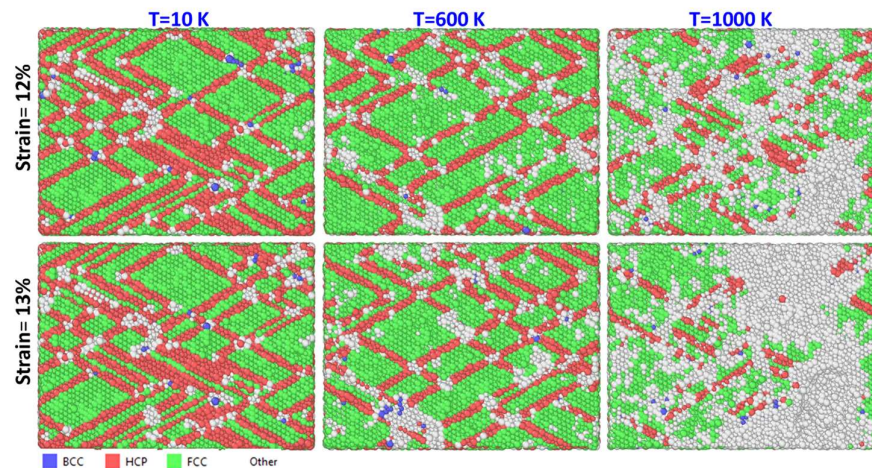 T=10 K T=600 K T=1000 K
Strain= 12%
Strain= 13%
BCC HCP FCC Other